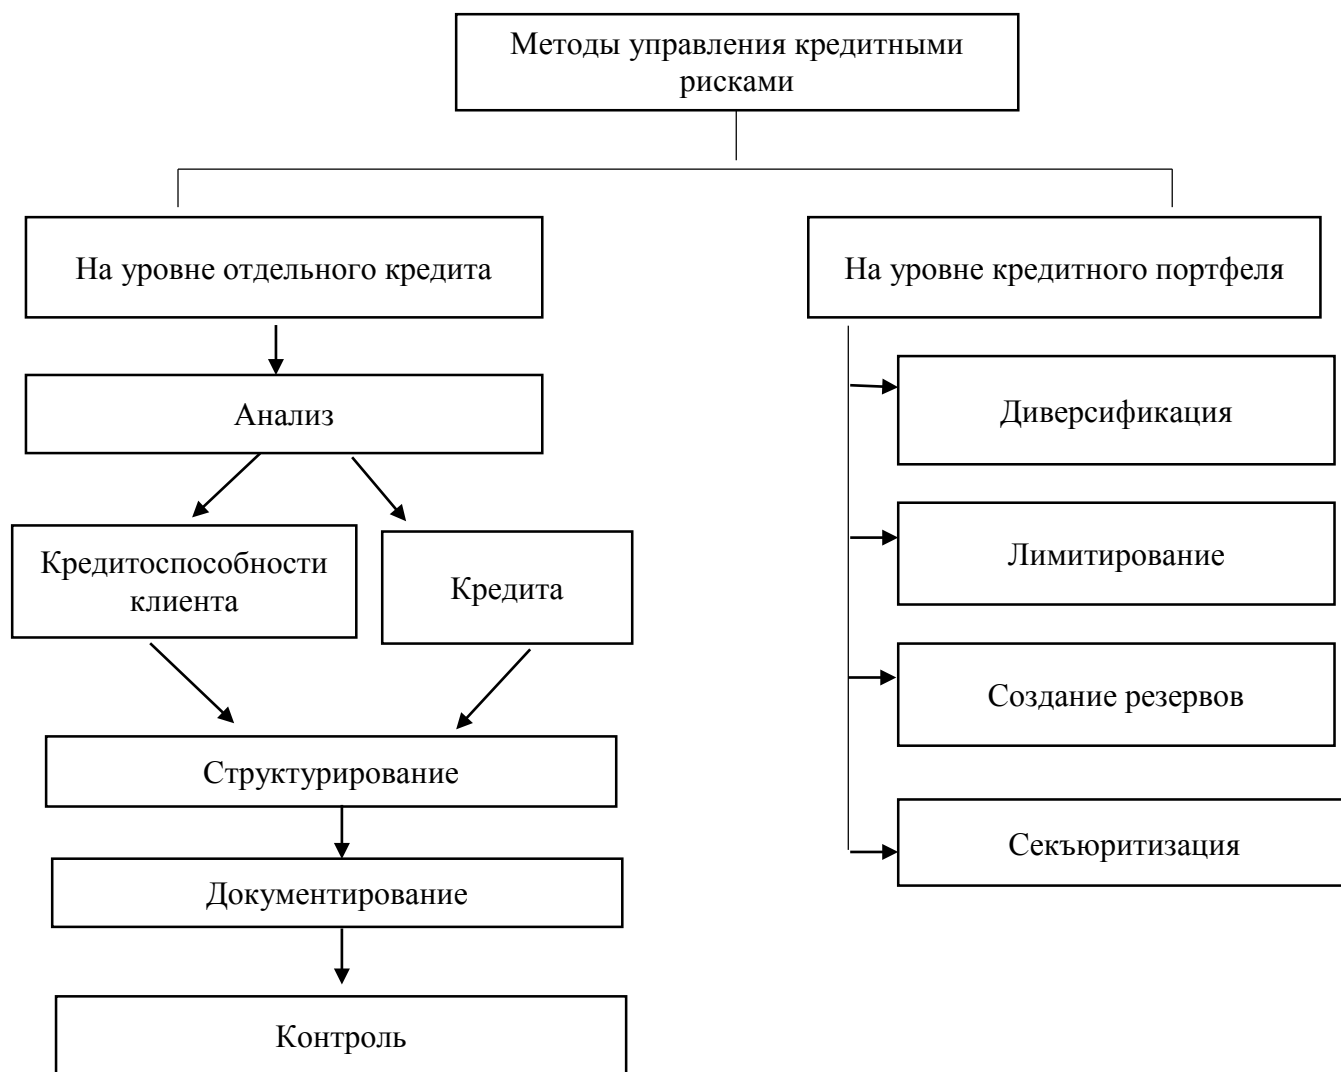 Методы управления кредитными
рисками
На уровне отдельного кредита
Анализ
Кредитоспособности
клиента
Кредита
Структурирование
Документирование
Контроль
На уровне кредитного портфеля
Диверсификация
Лимитирование
Создание резервов
Секъюритизация